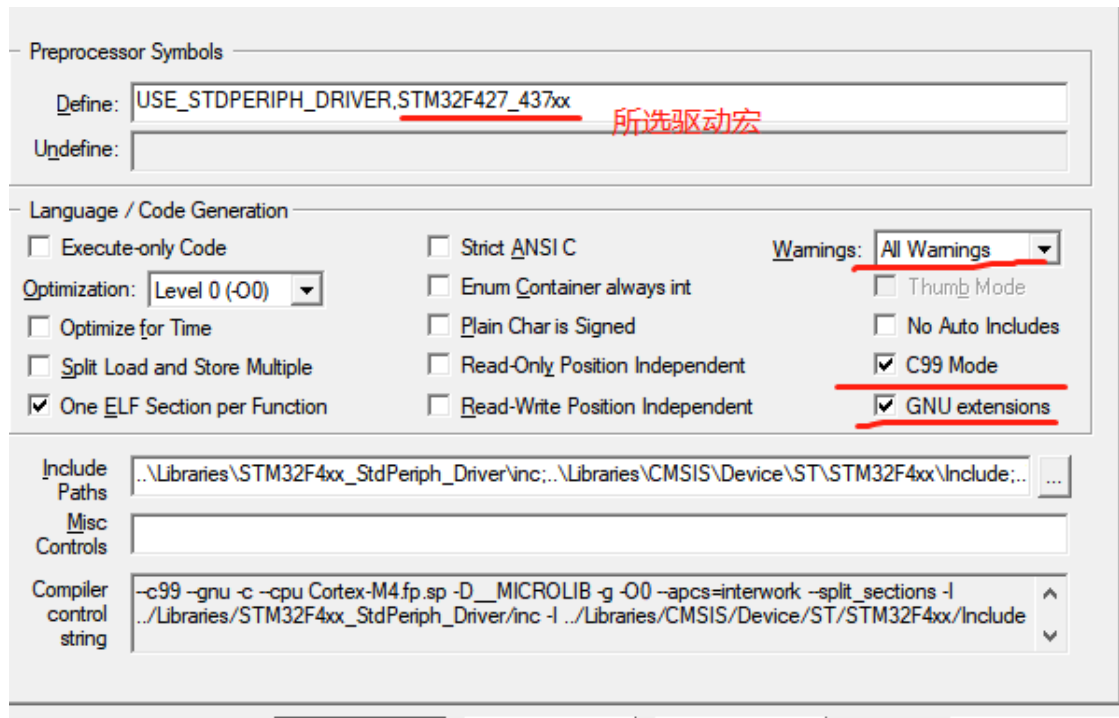 Preprocessor Symbols
Define: USE_STDPERIPH_DRIVER,STM32F427_437xx
所选驱动宏
Undefine:
Language / Code Generation
Execute-only Code
Strict ANSI C
Warnings: All Warnings
Optimization: Level 0 (-O0)
Enum Container always int
Thumb Mode
Optimize for Time
Plain Char is Signed
No Auto Includes
Split Load and Store Multiple
Read-Only Position Independent
C99 Mode
One ELF Section per Function
Read-Write Position Independent
GNU extensions
Include Paths
..\Libraries\STM32F4xx_StdPeriph_Driver\inc;..\Libraries\CMSIS\Device\ST\STM32F4xx\Include;..
...
Misc Controls
Compiler control string
--c99 --gnu -c --cpu Cortex-M4.fp.sp -D__MICROLIB -g -O0 --apcs=interwork --split_sections -I
../Libraries/STM32F4xx_StdPeriph_Driver/inc -I ../Libraries/CMSIS/Device/ST/STM32F4xx/Include